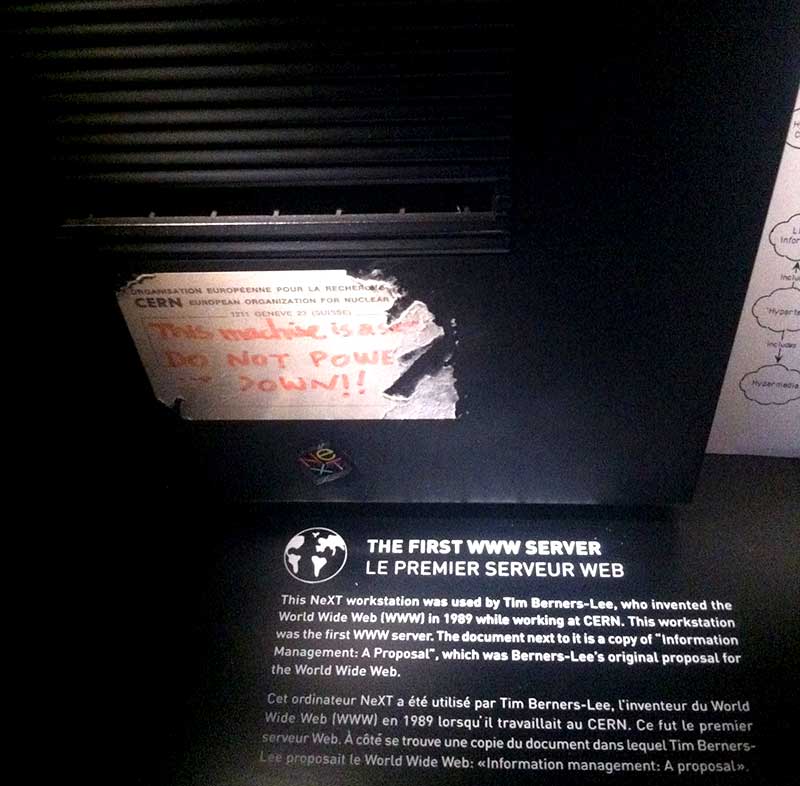 ORGANISATION EUROPÉENNE POUR LA RECHERCHE
CERN EUROPEAN ORGANIZATION FOR NUCLEAR
1211 GENEVE 23 (SUISSE)
This machine is a
DO NOT POWE
DOWN!!
NeXT
Includes
Hypermedia
THE FIRST WWW SERVER
LE PREMIER SERVEUR WEB
This NeXT workstation was used by Tim Berners-Lee, who invented the
World Wide Web (WWW) in 1989 while working at CERN. This workstation
was the first WWW server. The document next to it is a copy of "Information
Management: A Proposal", which was Berners-Lee's original proposal for
the World Wide Web.
Cet ordinateur NeXT a été utilisé par Tim Berners-Lee, l'inventeur du World
Wide Web (WWW) en 1989 lorsqu'il travaillait au CERN. Ce fut le premier
serveur Web. À côté se trouve une copie du document dans lequel Tim Berners-
Lee proposait le World Wide Web: «Information management: A proposal».